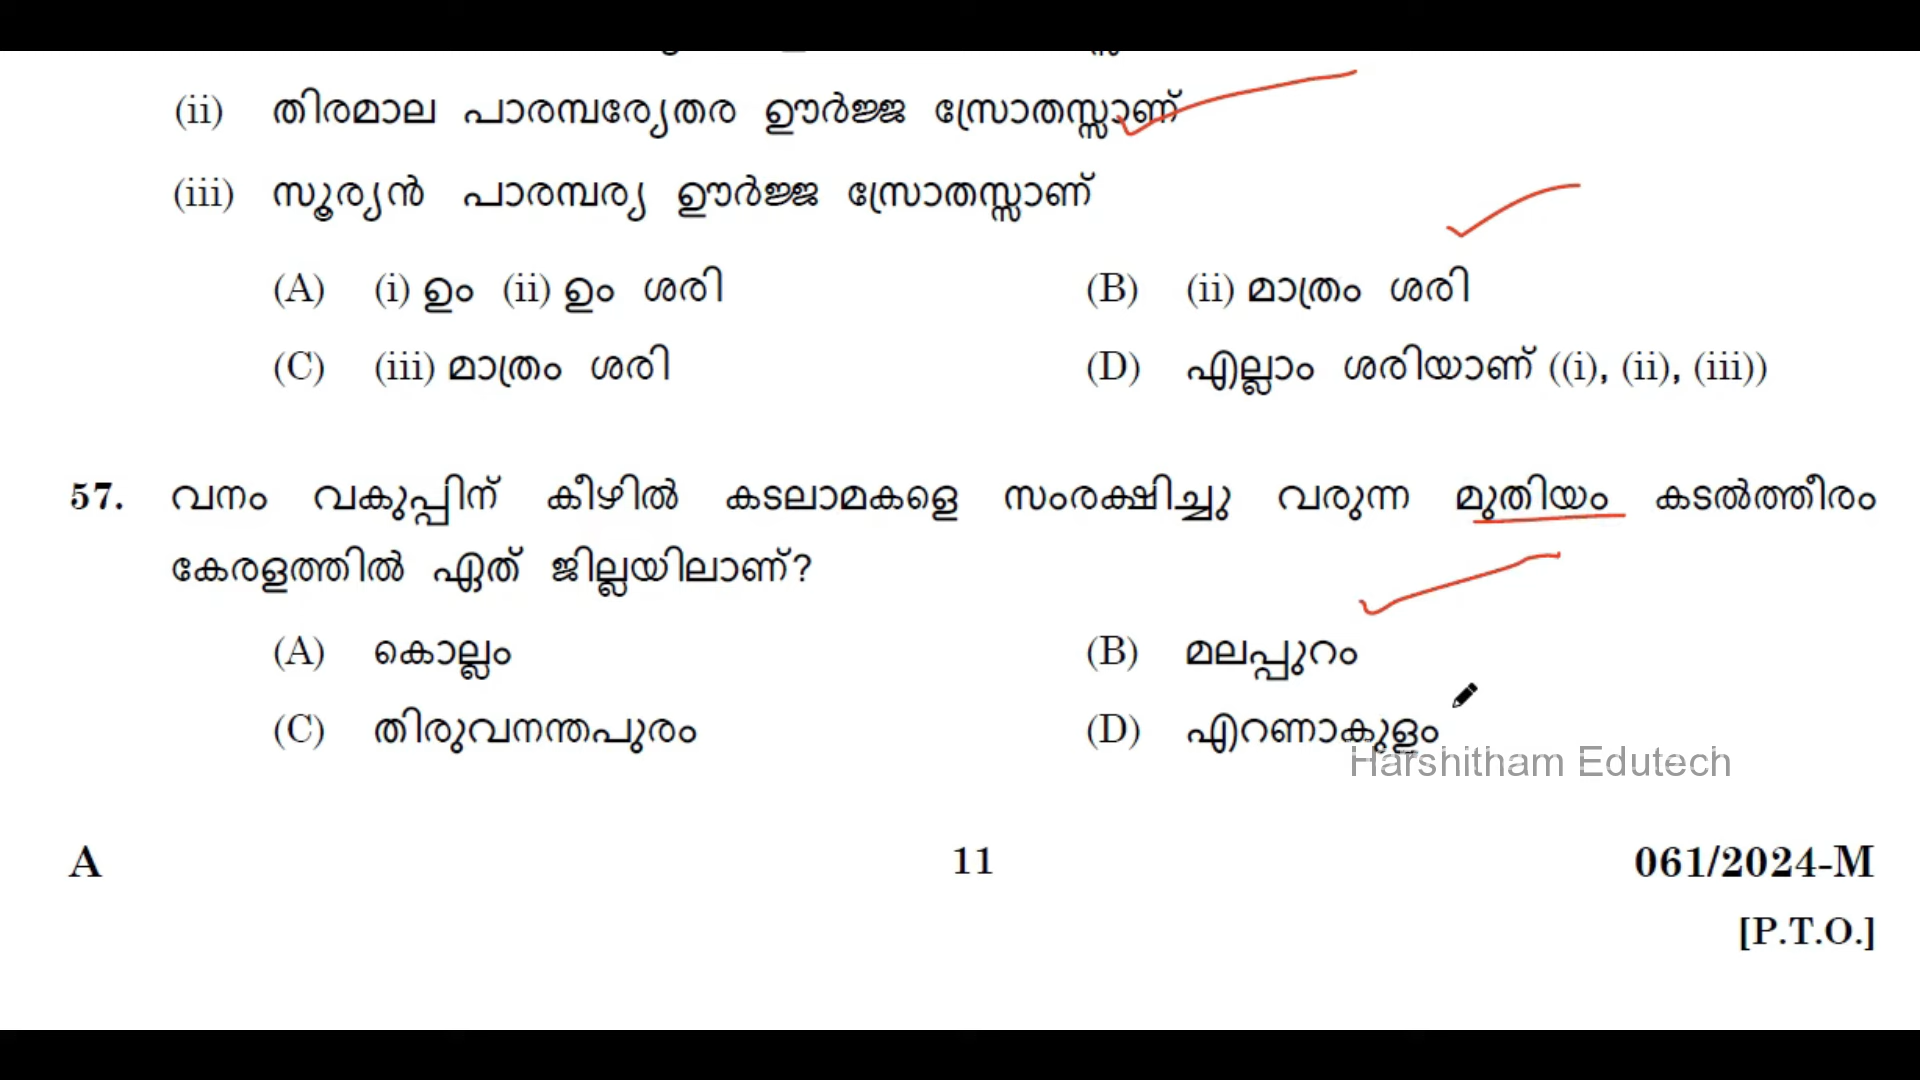 (ii) തിരമാല പാരമ്പര്യേതര ഊർജ്ജ സ്രോതസ്സാണ്
(iii) സൂര്യൻ പാരമ്പര്യ ഊർജ്ജ സ്രോതസ്സാണ്
(A) (i) ഉം (ii) ഉം ശരി (B) (ii) മാത്രം ശരി
(C) (iii) മാത്രം ശരി (D) എല്ലാം ശരിയാണ് ((i), (ii), (iii))
57. വനം വകുപ്പിന് കീഴിൽ കടലാമകളെ സംരക്ഷിച്ചു വരുന്ന മുതിയം കടൽത്തീരം
കേരളത്തിൽ ഏത് ജില്ലയിലാണ്?
(A) കൊല്ലം (B) മലപ്പുറം
(C) തിരുവനന്തപുരം (D) എറണാകുളം
Harshitham Edutech
A 11 061/2024-M
[P.T.O.]